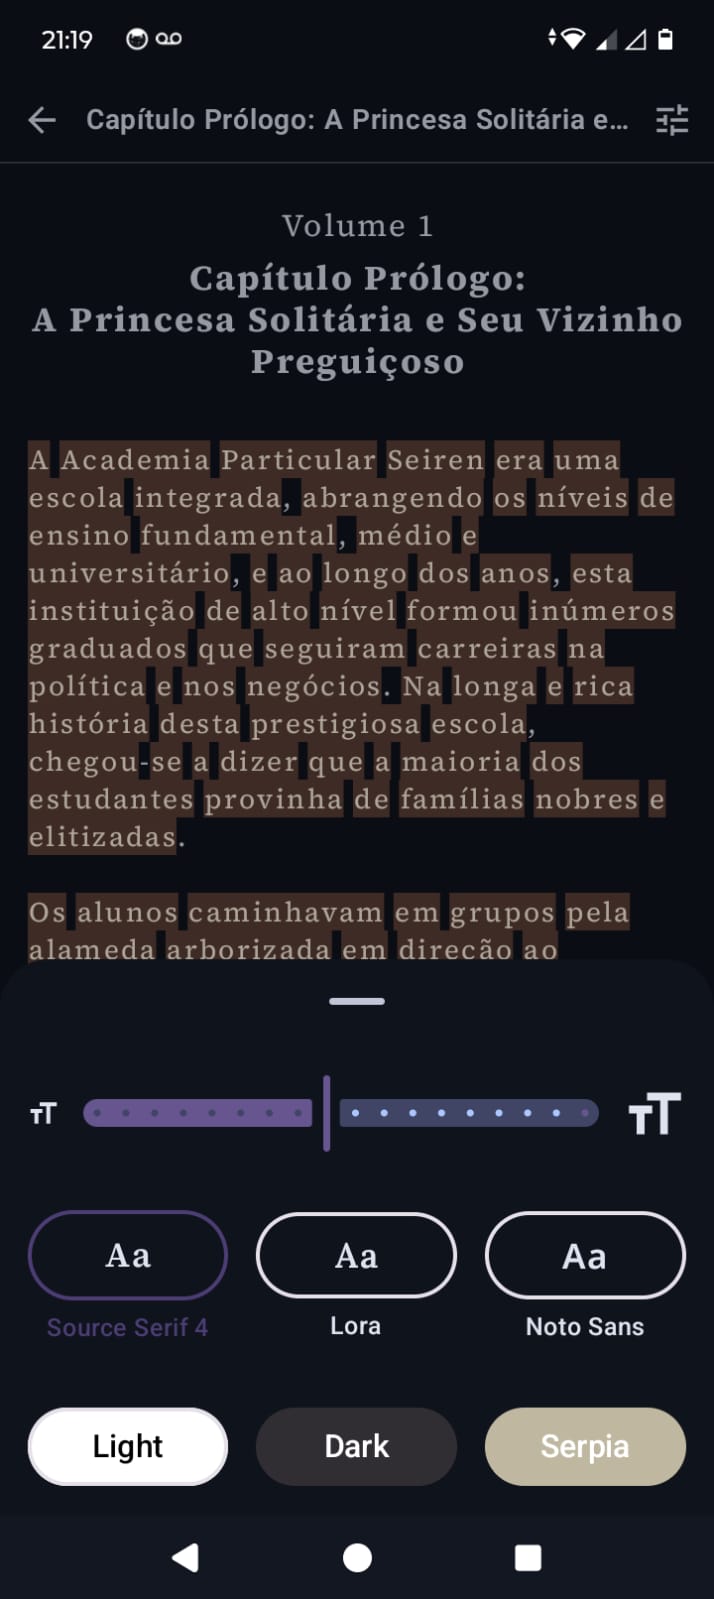 21:19
Capítulo Prólogo: A Princesa Solitária e...
Volume 1
Capítulo Prólogo:
A Princesa Solitária e Seu Vizinho
Preguiçoso
A Academia Particular Seiren era uma
escola integrada, abrangendo os níveis de
ensino fundamental, médio e
universitário, e ao longo dos anos, esta
instituição de alto nível formou inúmeros
graduados que seguiram carreiras na
política e nos negócios. Na longa e rica
história desta prestigiosa escola,
chegou-se a dizer que a maioria dos
estudantes provinha de famílias nobres e
elitizadas.
Os alunos caminhavam em grupos pela
alameda arborizada em direção ao
TT TT
Aa Aa Aa
Source Serif 4 Lora Noto Sans
Light Dark Serpia